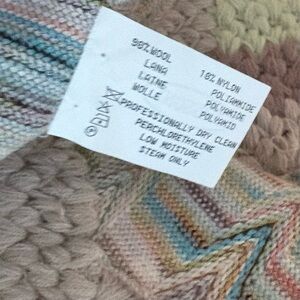 90% WOOL 10% NYLON
LANA POLIAMMIDE
LAINE POLYAMIDE
WOLLE POLYAMID
PROFESSIONALLY DRY CLEAN
PERCHLORETHYLENE
LOW MOISTURE
STEAM ONLY